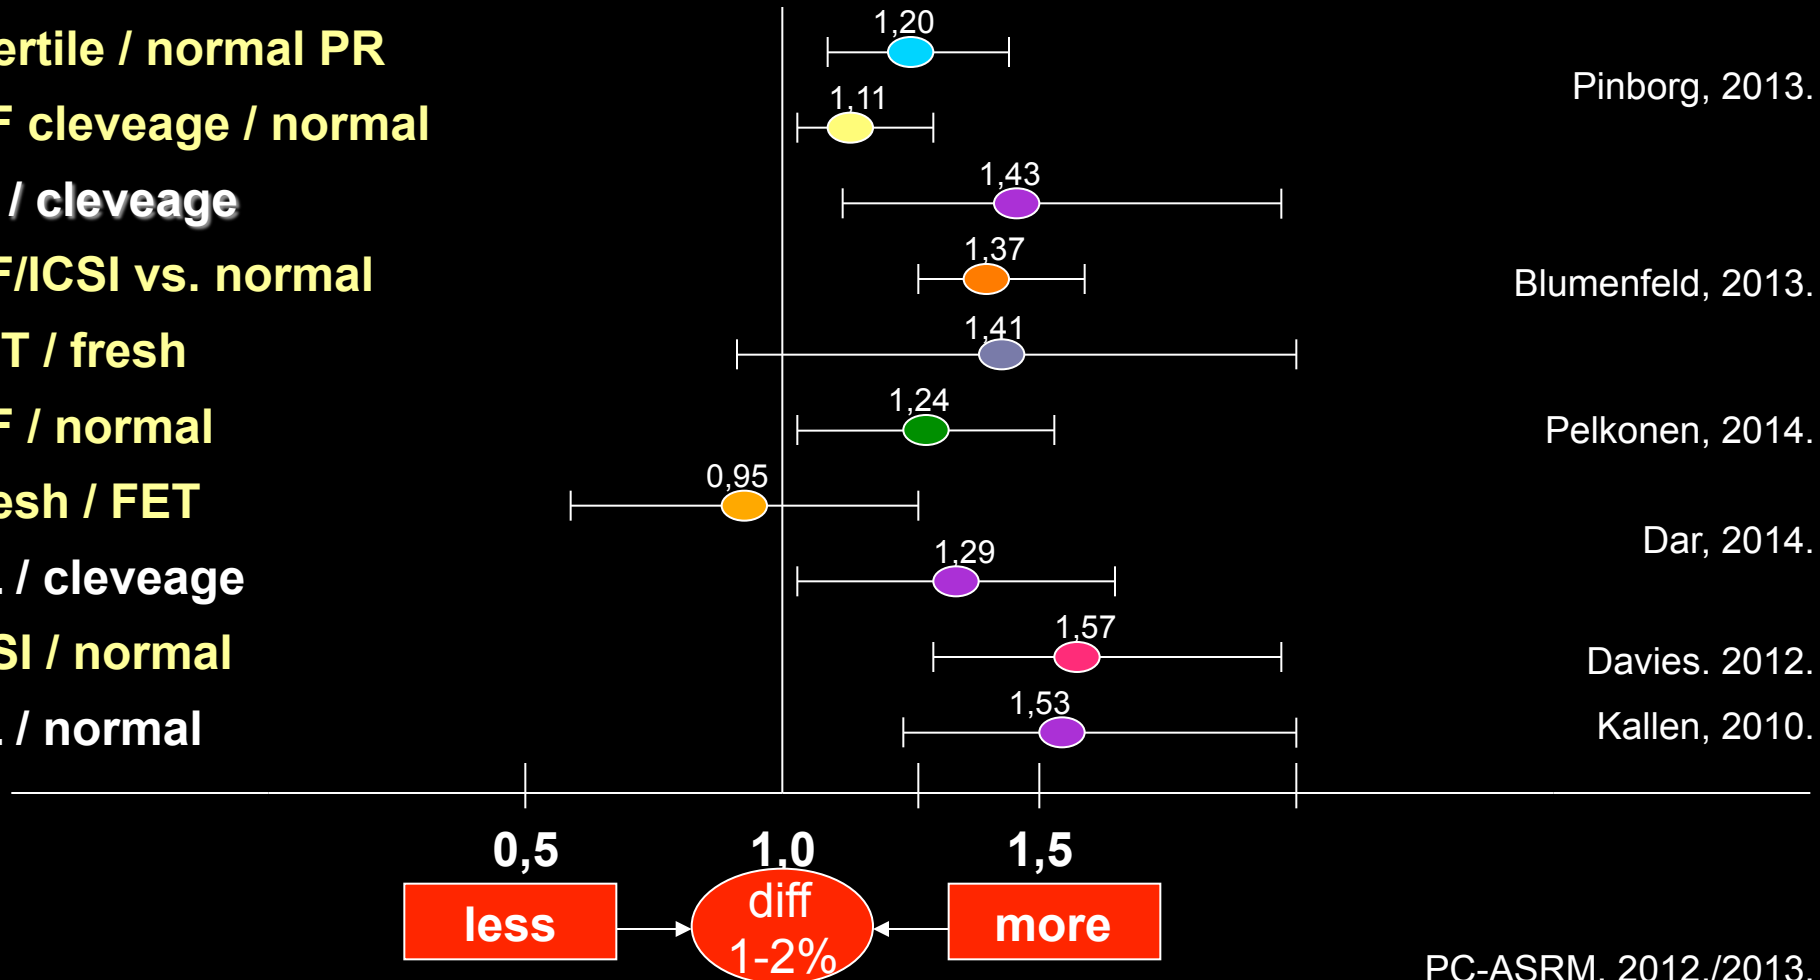 ertile / normal PR
1,20
Pinborg, 2013.
F cleveage / normal
1,11
/ cleveage
1,43
F/ICSI vs. normal
1,37
Blumenfeld, 2013.
T / fresh
1,41
F / normal
1,24
Pelkonen, 2014.
esh / FET
0,95
Dar, 2014.
. / cleveage
1,29
SI / normal
1,57
Davies. 2012.
. / normal
1,53
Kallen, 2010.
0,5 1,0 1,5
less diff more
1-2%
PC-ASRM. 2012./2013.